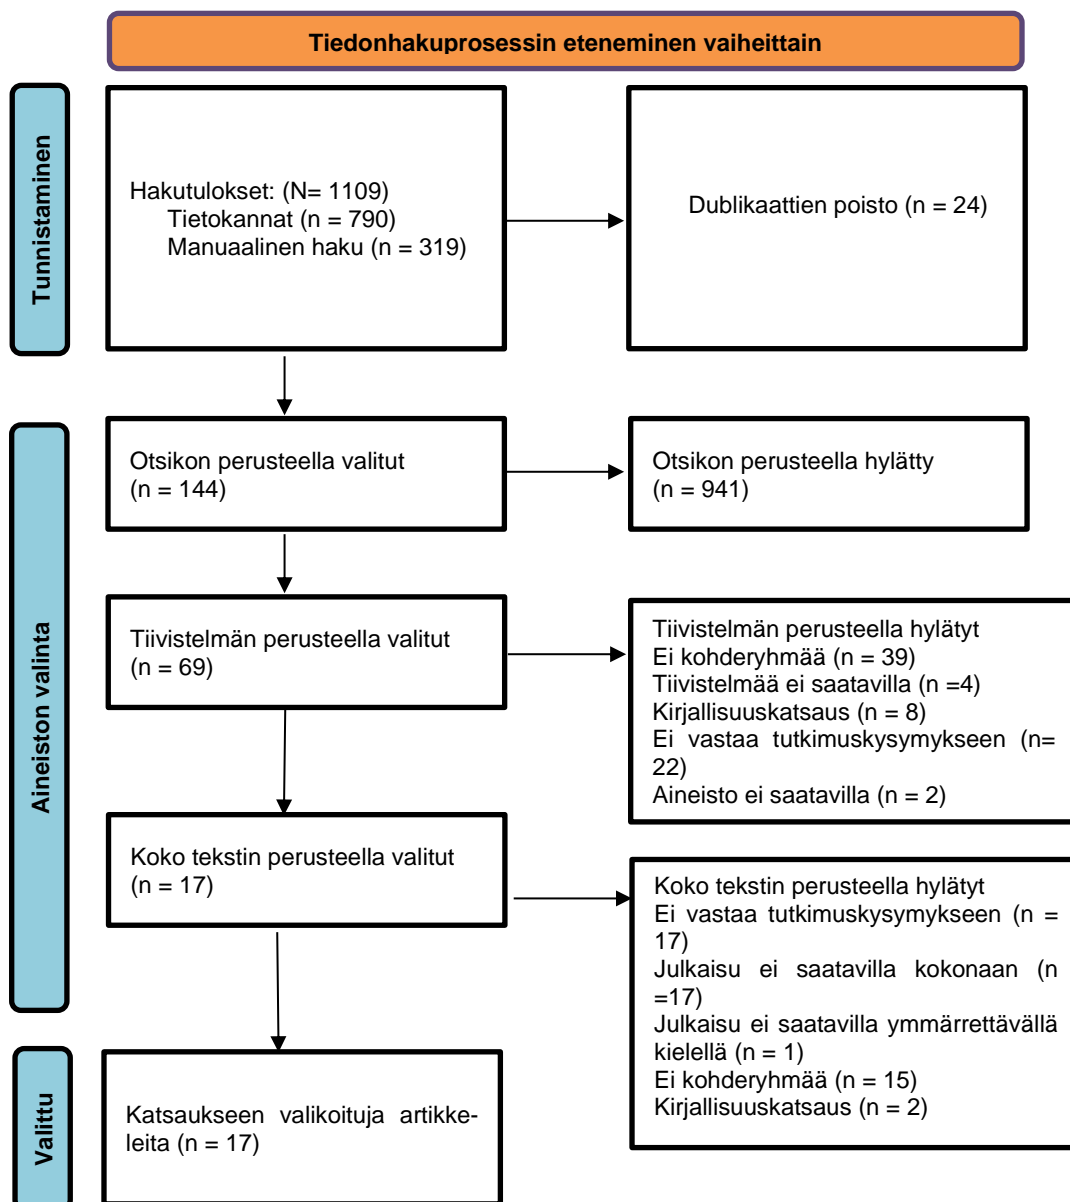 Tiedonhakuprosessin eteneminen vaiheittain
Tunnistaminen
Hakutulokset: (N= 1109)
Tietokannat (n = 790)
Manuaalinen haku (n = 319)
Dublikaattien poisto (n = 24)
Aineiston valinta
Otsikon perusteella valitut
(n = 144)
Otsikon perusteella hylätty
(n = 941)
Tiivistelmän perusteella valitut
(n = 69)
Tiivistelmän perusteella hylätyt
Ei kohderyhmää (n = 39)
Tiivistelmää ei saatavilla (n =4)
Kirjallisuuskatsaus (n = 8)
Ei vastaa tutkimuskysymykseen (n=
22)
Aineisto ei saatavilla (n = 2)
Koko tekstin perusteella valitut
(n = 17)
Koko tekstin perusteella hylätyt
Ei vastaa tutkimuskysymykseen (n =
17)
Julkaisu ei saatavilla kokonaan (n
=17)
Julkaisu ei saatavilla ymmärrettävällä
kielellä (n = 1)
Ei kohderyhmää (n = 15)
Kirjallisuuskatsaus (n = 2)
Valittu
Katsaukseen valikoituja artikke-
leita (n = 17)